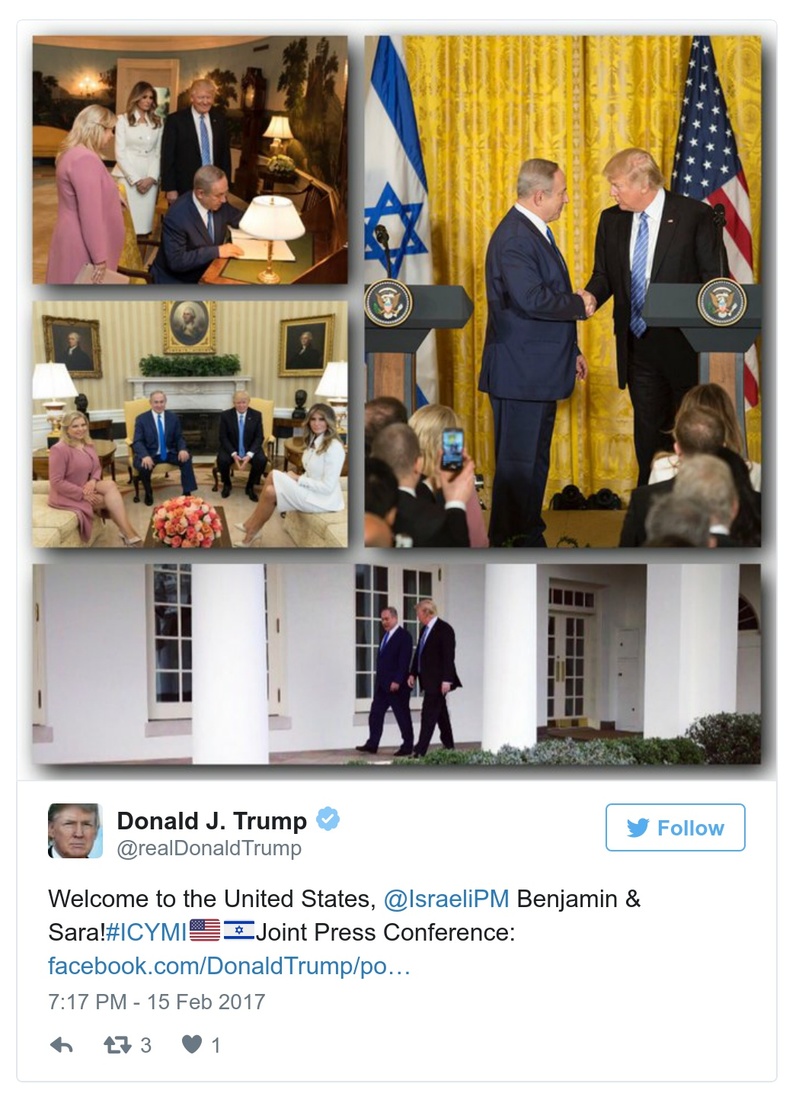 Donald J. Trump
@realDonaldTrump
Follow
Welcome to the United States, @IsraeliPM Benjamin &
Sara!#ICYMI🇺🇸🇮🇱Joint Press Conference:
facebook.com/DonaldTrump/po…
7:17 PM - 15 Feb 2017
3
1